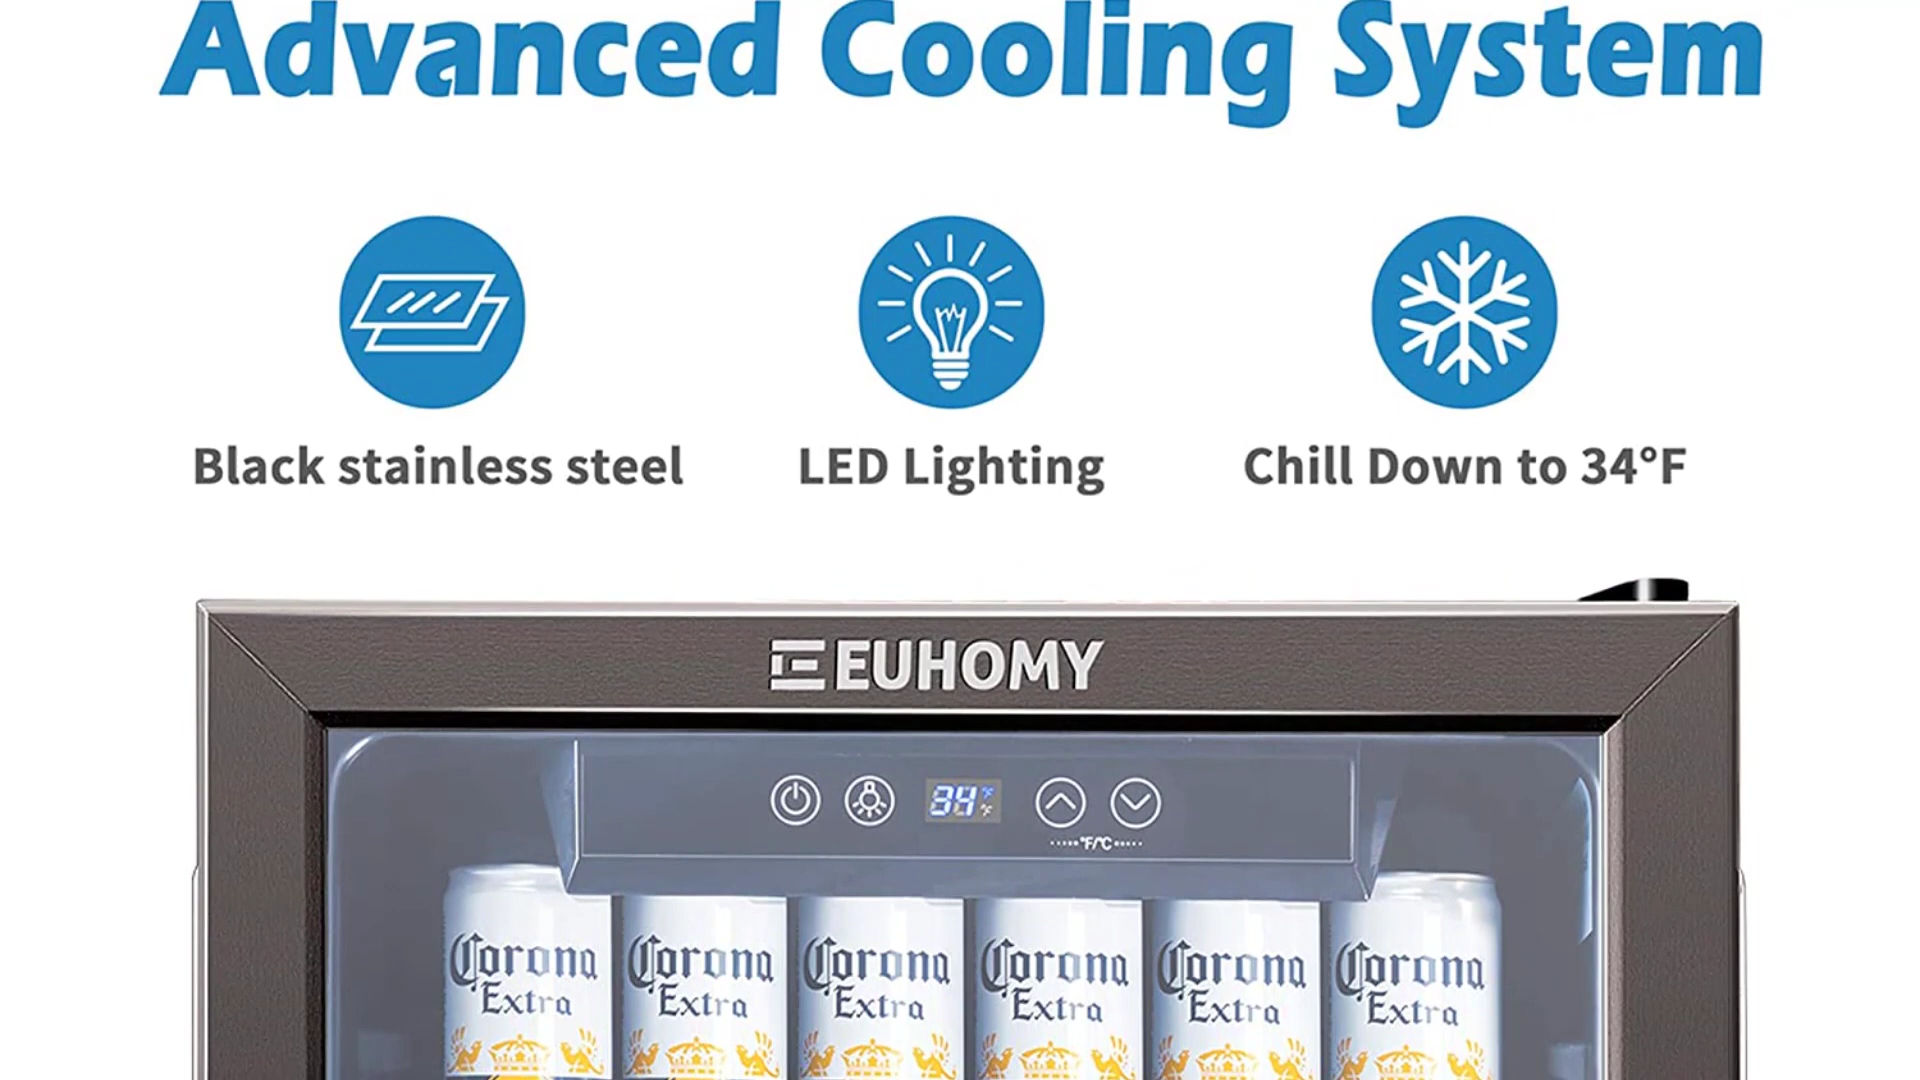 Advanced Cooling System
Black stainless steel LED Lighting Chill Down to 34°F
EUHOMY
34 °F
°F/°C
Corona Corona Corona Corona Corona Corona
Extra Extra Extra Extra Extra Extra